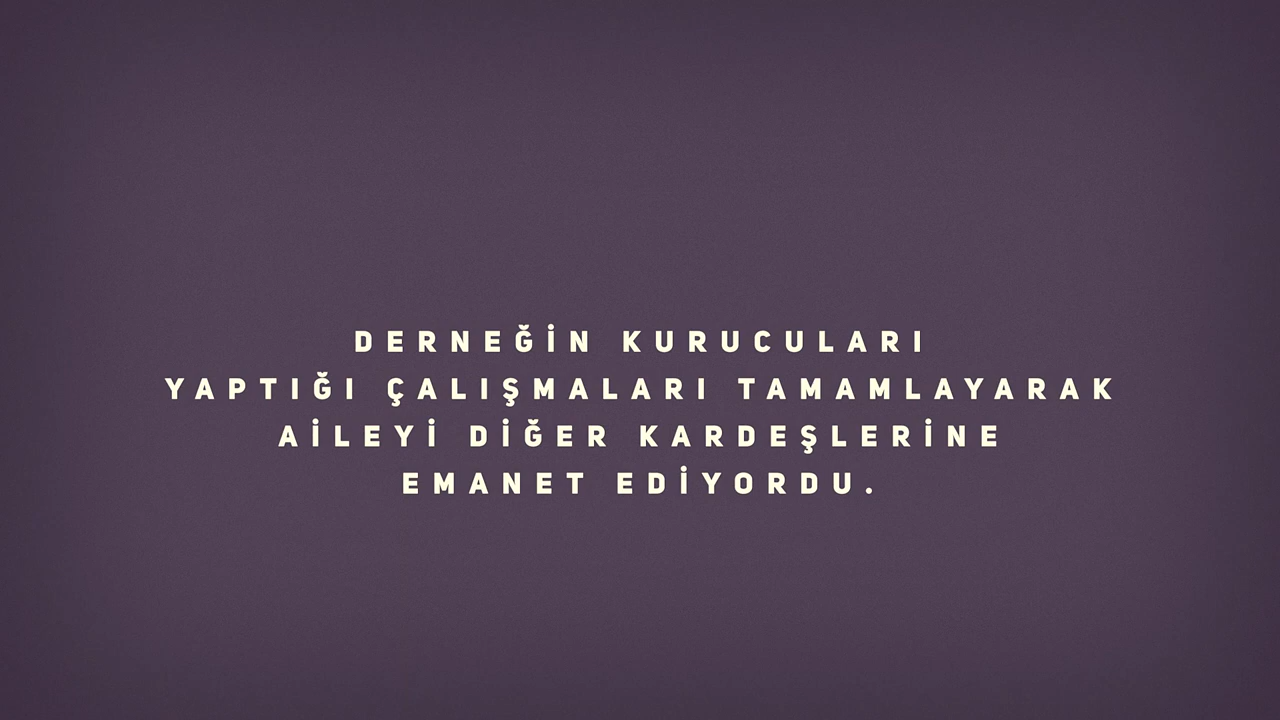 DERNEĞİN KURUCULARI
YAPTIĞI ÇALIŞMALARI TAMAMLAYARAK
AİLEYİ DİĞER KARDEŞLERİNE
EMANET EDİYORDU.